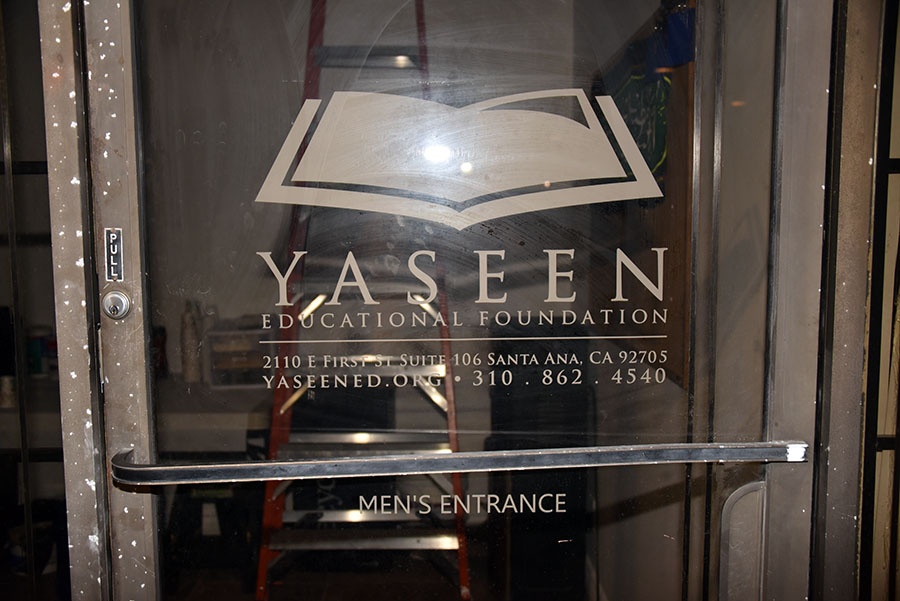 PULL
YASEEN
EDUCATIONAL FOUNDATION
2110 E FIRST ST SUITE 106 SANTA ANA, CA 92705
YASEENED.ORG • 310 . 862 . 4540
MEN'S ENTRANCE